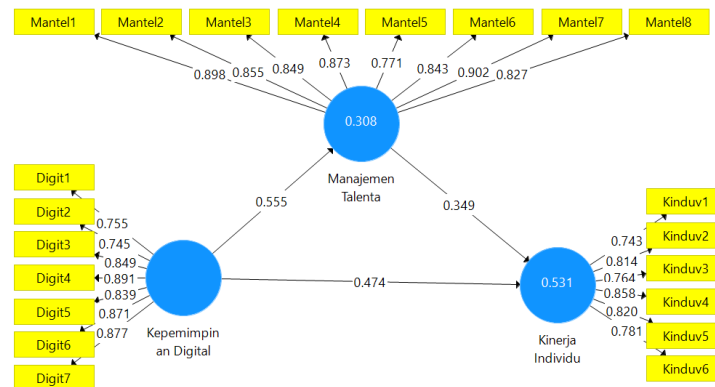 Mantel1 Mantel2 Mantel3 Mantel4 Mantel5 Mantel6 Mantel7 Mantel8
0.898 0.855 0.849 0.873 0.771 0.843 0.902 0.827
0.308
Manajemen
Talenta
Digit1
Digit2
Digit3
Digit4
Digit5
Digit6
Digit7
0.755
0.745
0.849
0.891
0.839
0.871
0.877
Kepemimpin
an Digital
0.555
0.349
0.474
0.531
Kinerja
Individu
0.743
0.814
0.764
0.858
0.820
0.781
Kinduv1
Kinduv2
Kinduv3
Kinduv4
Kinduv5
Kinduv6